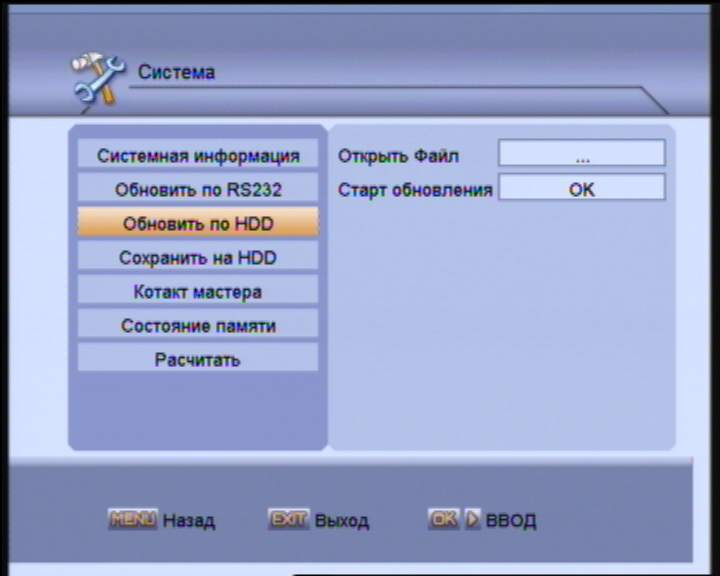 Система
Системная информация
Обновить по RS232
Обновить по HDD
Сохранить на HDD
Котакт мастера
Состояние памяти
Расчитать
Открыть Файл ...
Старт обновления OK
MENU Назад EXIT Выход OK ВВОД